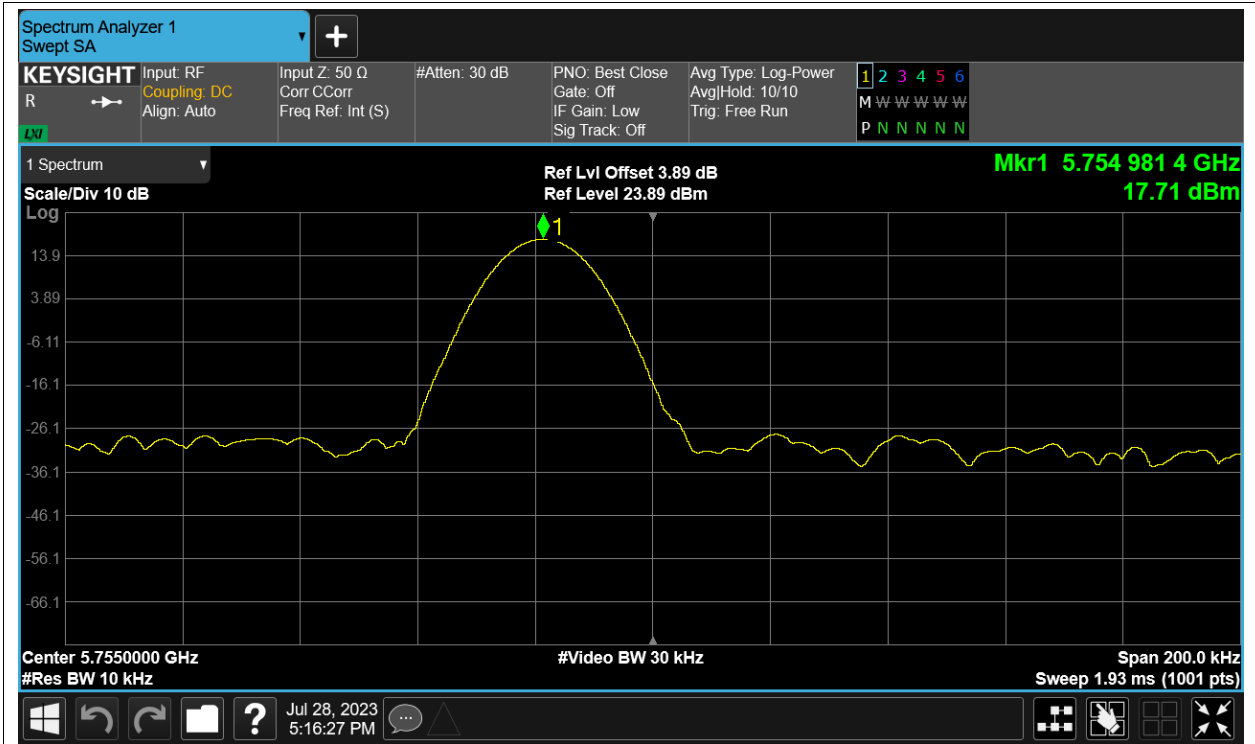 Spectrum Analyzer 1
Swept SA
KEYSIGHT
R
LXI
Input: RF
Coupling: DC
Align: Auto
Input Z: 50 Ω
Corr CCorr
Freq Ref: Int (S)
#Atten: 30 dB
PNO: Best Close
Gate: Off
IF Gain: Low
Sig Track: Off
Avg Type: Log-Power
Avg|Hold: 10/10
Trig: Free Run
1 2 3 4 5 6
M W W W W W W
P N N N N N
1 Spectrum
Scale/Div 10 dB
Log
Ref Lvl Offset 3.89 dB
Ref Level 23.89 dBm
Mkr1 5.754 981 4 GHz
17.71 dBm
1
13.9
3.89
-6.11
-16.1
-26.1
-36.1
-46.1
-56.1
-66.1
Center 5.7550000 GHz
#Res BW 10 kHz
#Video BW 30 kHz
Span 200.0 kHz
Sweep 1.93 ms (1001 pts)
?
Jul 28, 2023
5:16:27 PM